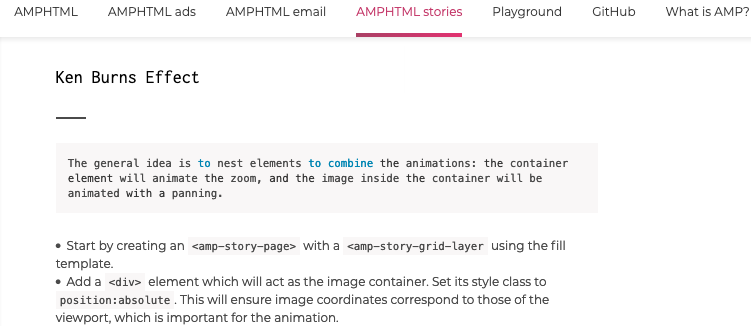 AMPHTML AMPHTML ads AMPHTML email AMPHTML stories Playground GitHub What is AMP?
Ken Burns Effect
The general idea is to nest elements to combine the animations: the container
element will animate the zoom, and the image inside the container will be
animated with a panning.
• Start by creating an <amp-story-page> with a <amp-story-grid-layer using the fill
template.
• Add a <div> element which will act as the image container. Set its style class to
position:absolute. This will ensure image coordinates correspond to those of the
viewport, which is important for the animation.